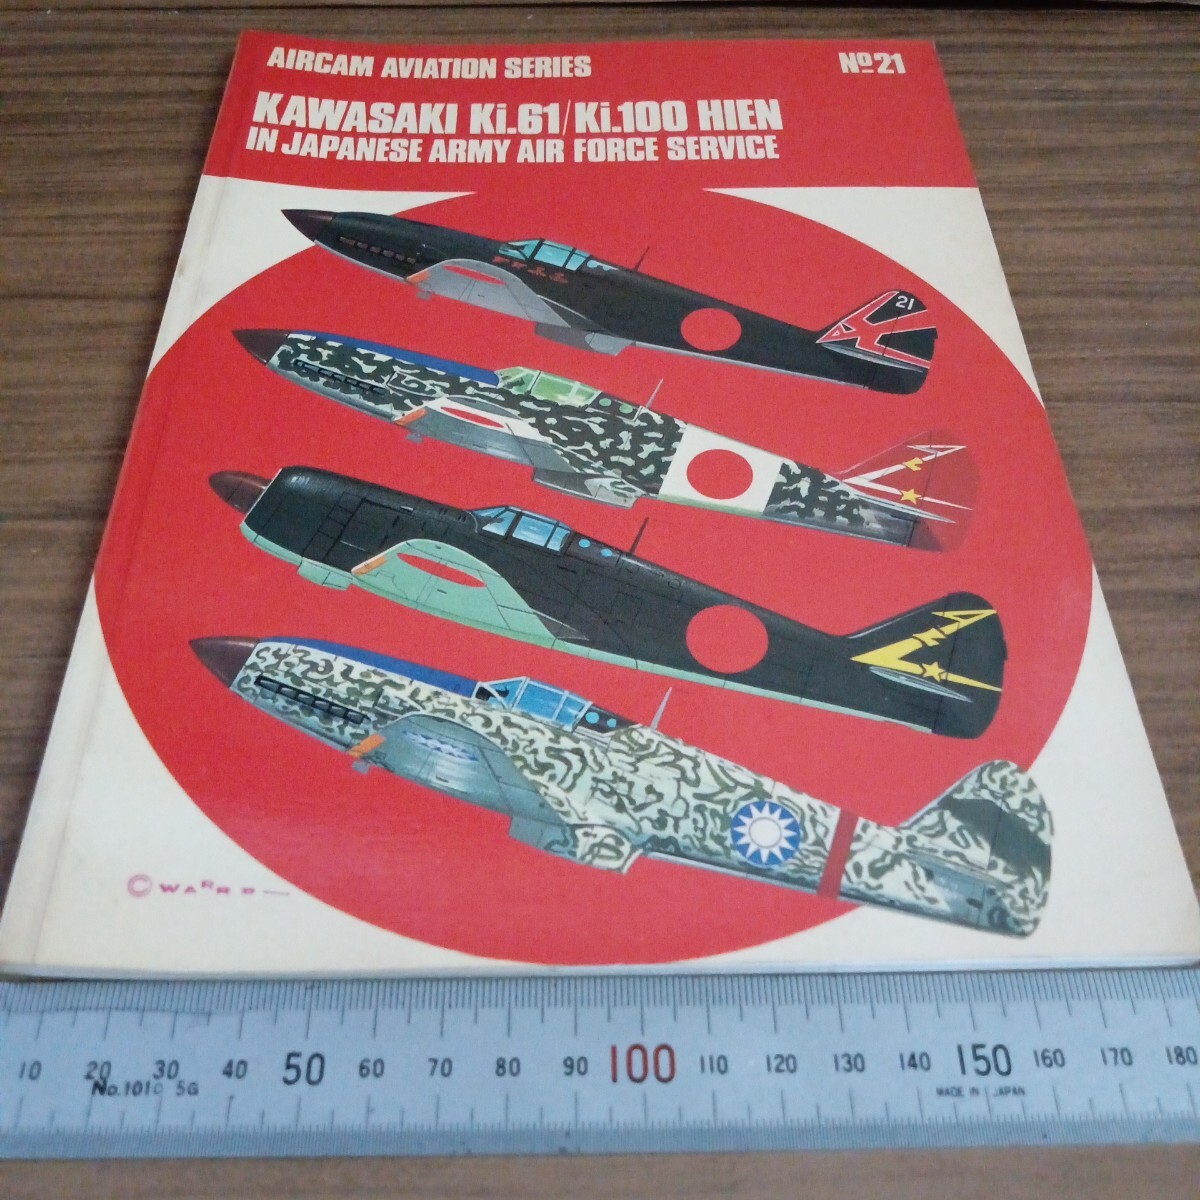 AIRCAM AVIATION SERIES
No21
KAWASAKI Ki.61/Ki.100 HIEN
IN JAPANESE ARMY AIR FORCE SERVICE
21
© WARD
10 20 30 40 50 60 70 80 90 100 110 120 130 140 150 160 170 180
No.1010 5G
MADE IN JAPAN